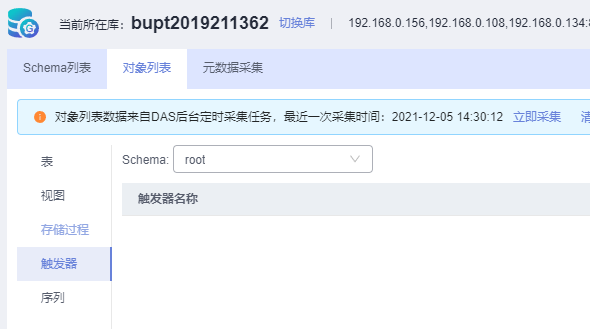 当前所在库：bupt2019211362 切换库 | 192.168.0.156,192.168.0.108,192.168.0.134:8
Schema列表 对象列表 元数据采集
对象列表数据来自DAS后台定时采集任务，最近一次采集时间：2021-12-05 14:30:12 立即采集
表
Schema: root
视图
触发器名称
存储过程
触发器
序列